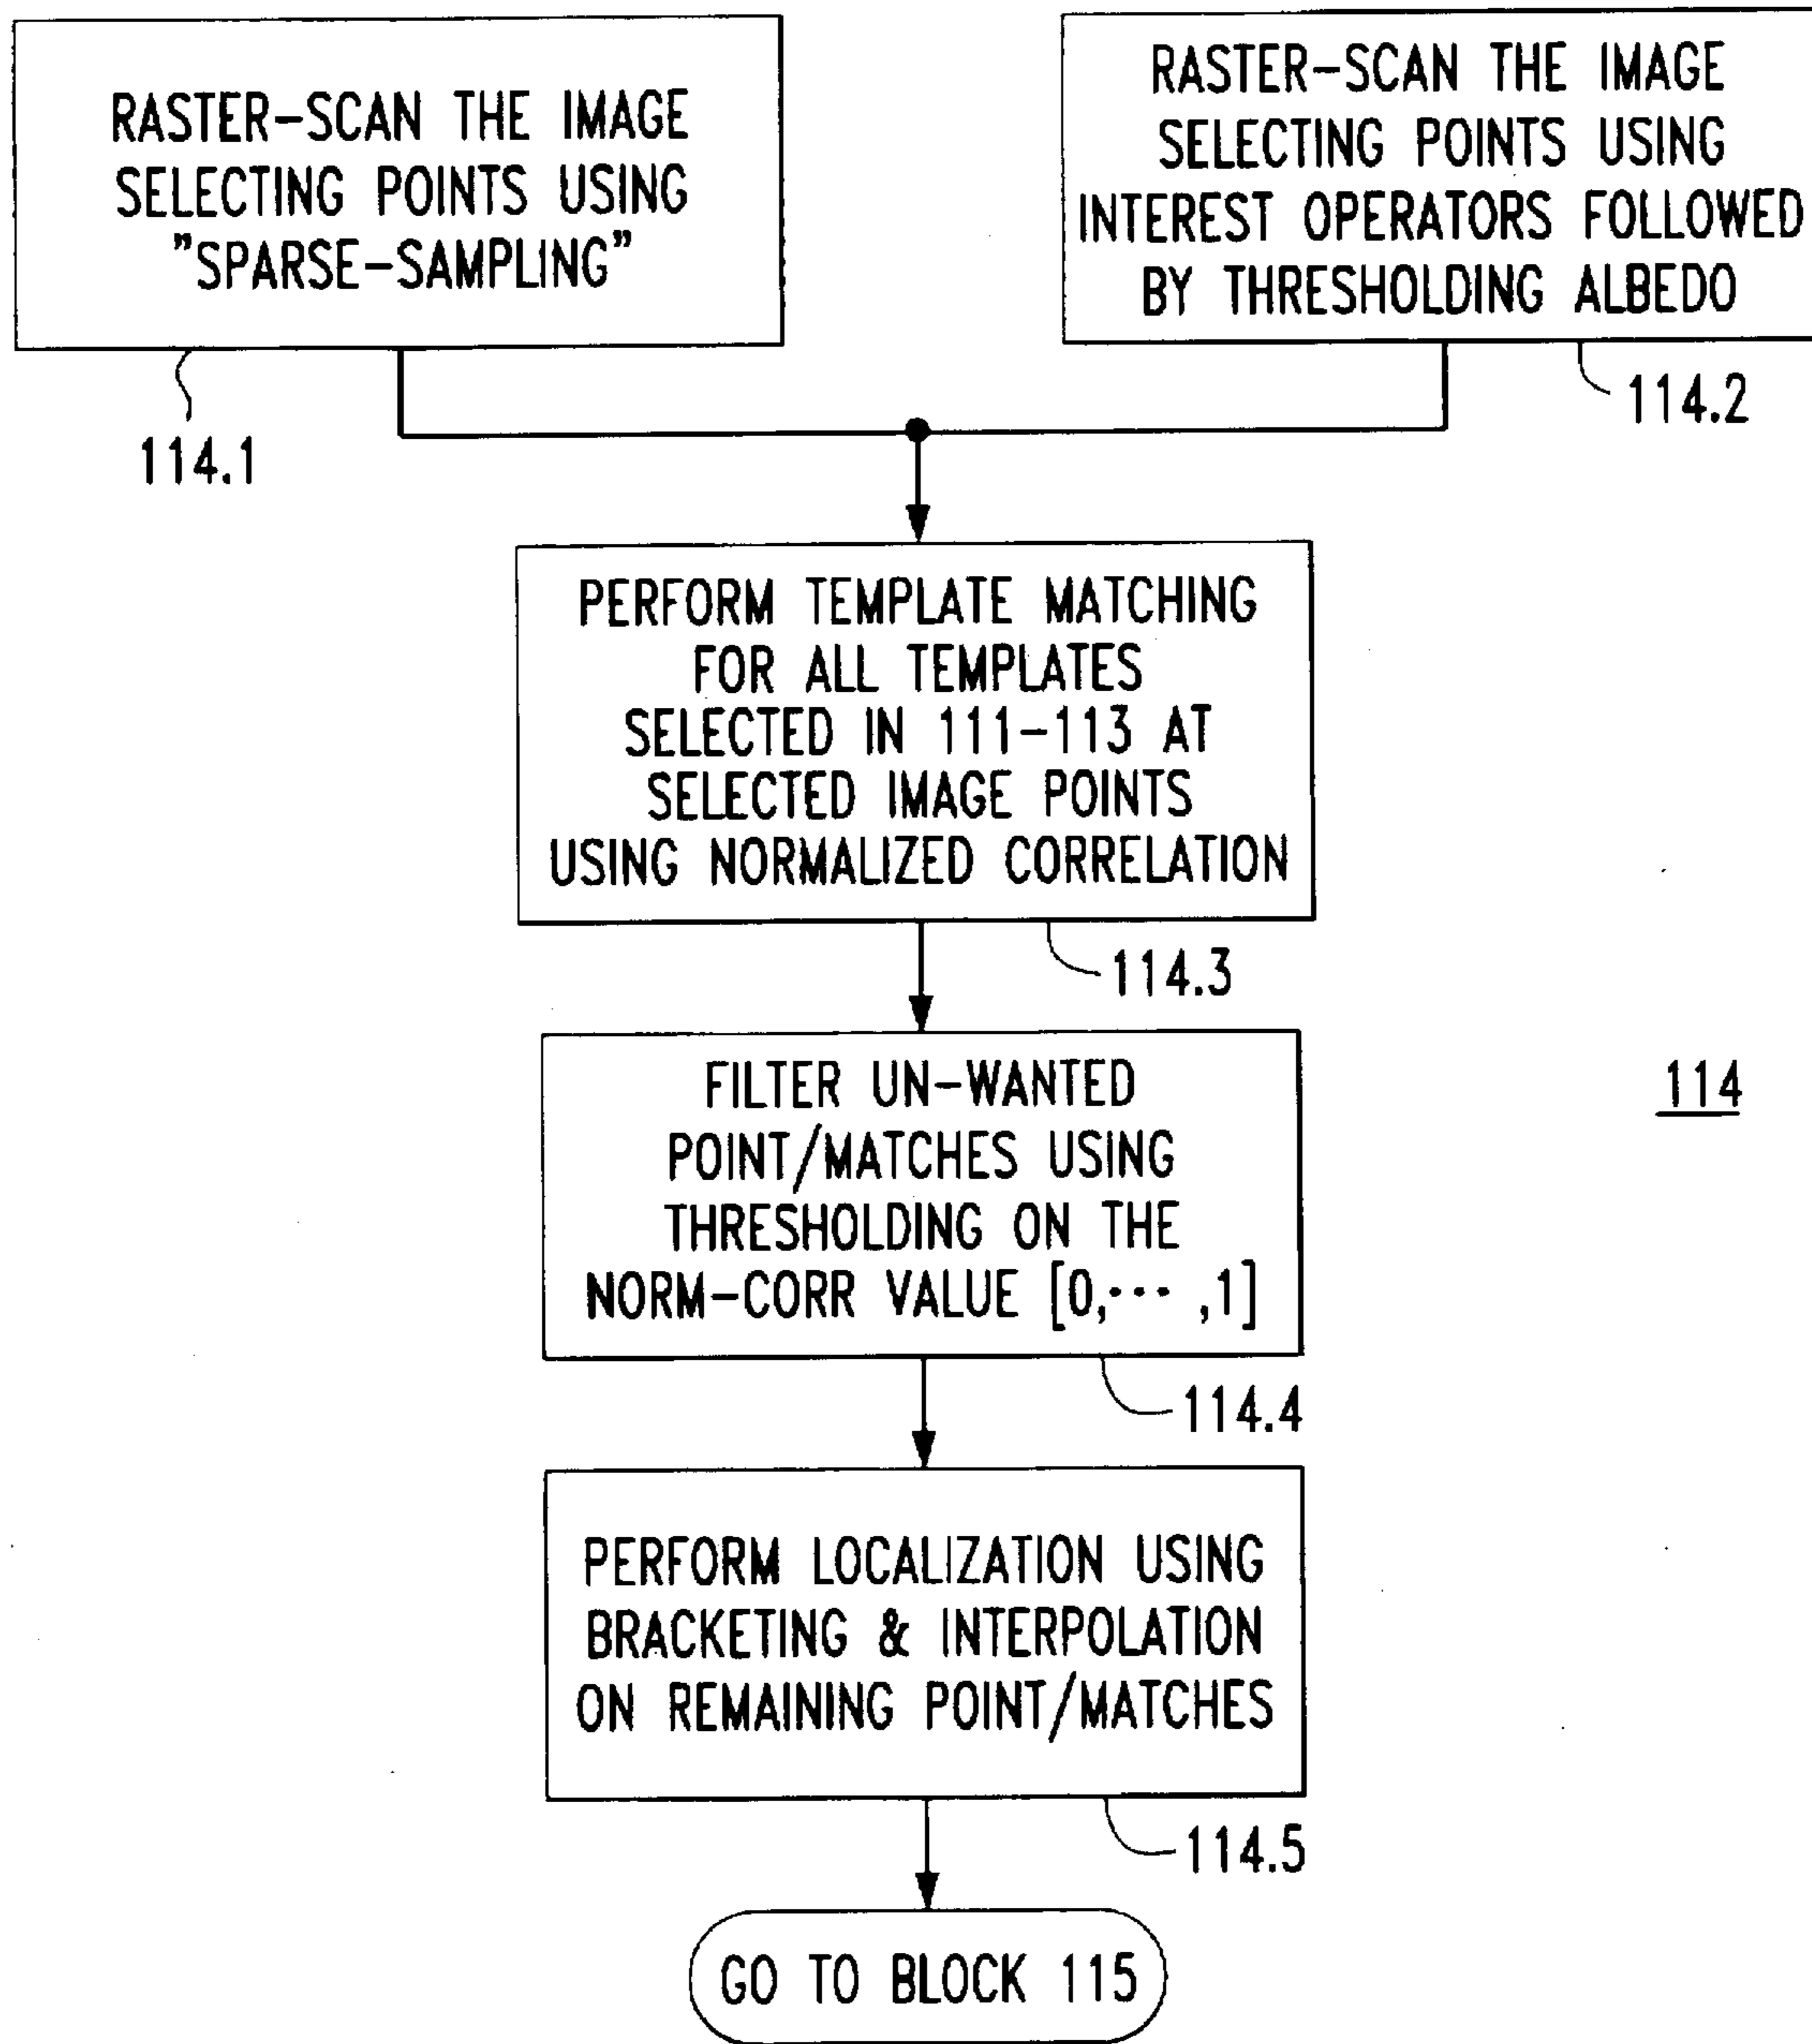 RASTER-SCAN THE IMAGE
SELECTING POINTS USING
"SPARSE-SAMPLING"
114.1
RASTER-SCAN THE IMAGE
SELECTING POINTS USING
INTEREST OPERATORS FOLLOWED
BY THRESHOLDING ALBEDO
114.2
PERFORM TEMPLATE MATCHING
FOR ALL TEMPLATES
SELECTED IN 111-113 AT
SELECTED IMAGE POINTS
USING NORMALIZED CORRELATION
114.3
FILTER UN-WANTED
POINT/MATCHES USING
THRESHOLDING ON THE
NORM-CORR VALUE [0,··· ,1]
114.4
114
PERFORM LOCALIZATION USING
BRACKETING & INTERPOLATION
ON REMAINING POINT/MATCHES
114.5
GO TO BLOCK 115